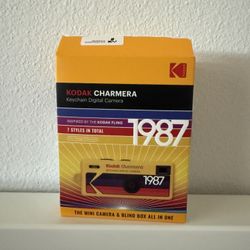 Kodak
KODAK CHARMERA
Keychain Digital Camera
INSPIRED BY THE KODAK FLING
7 STYLES IN TOTAL
1987
Kodak Charmera
1987
THE MINI CAMERA & BLIND BOX ALL IN ONE